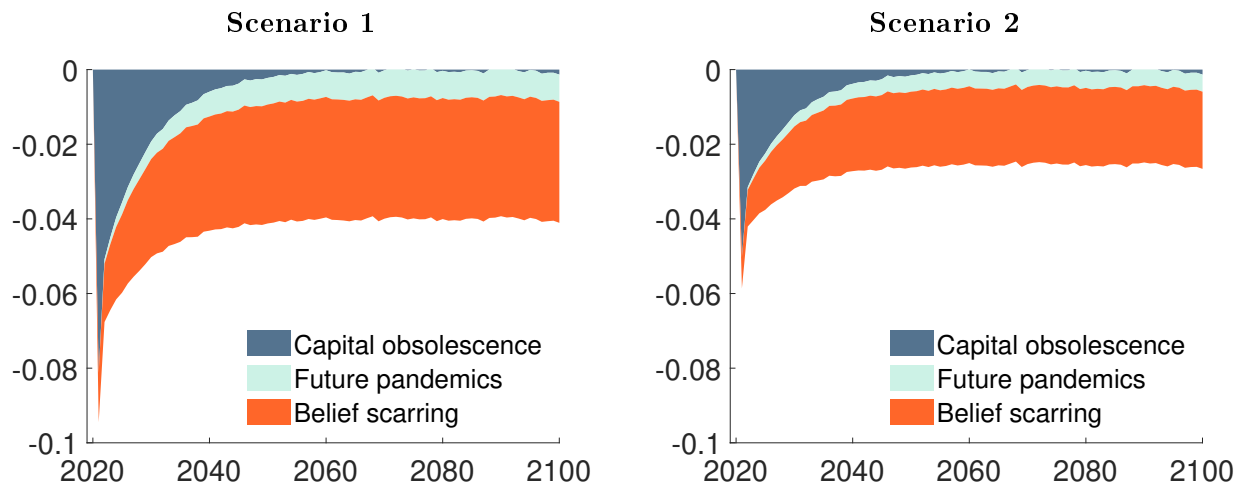 Scenario 1
0
-0.02
-0.04
-0.06
-0.08
-0.1
Capital obsolescence
Future pandemics
Belief scarring
2020 2040 2060 2080 2100
Scenario 2
0
-0.02
-0.04
-0.06
-0.08
-0.1
Capital obsolescence
Future pandemics
Belief scarring
2020 2040 2060 2080 2100